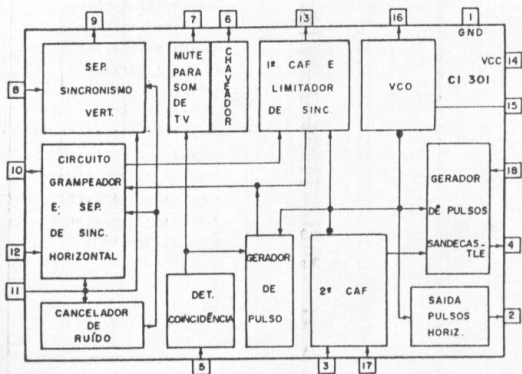 9
7
6
13
16
1
GND
VCC 14
CI 301
15
8
SEP.
SINCRONISMO
VERT.
MUTE
PARA
SOM
DE TV
CHAVEADOR
1º CAF E
LIMITADOR
DE SINC
VCO
10
12
11
CIRCUITO
GRAMPEADOR
E SEP.
DE SINC.
HORIZONTAL
GERADOR
DE PULSOS
SANDECAS-
TLE
18
4
CANCELADOR
DE
RUÍDO
DET.
COINCIDÊNCIA
GERADOR
DE
PULSO
2º CAF
SAIDA
PULSOS
HORIZ.
2
5
3
17